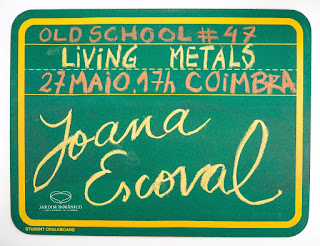 OLD SCHOOL # 47
LIVING METALS
27 MAIO, 17h COIMBRA
Joana
Escoval
JARDIM BOTÂNICO
STUDENT CHALKBOARD